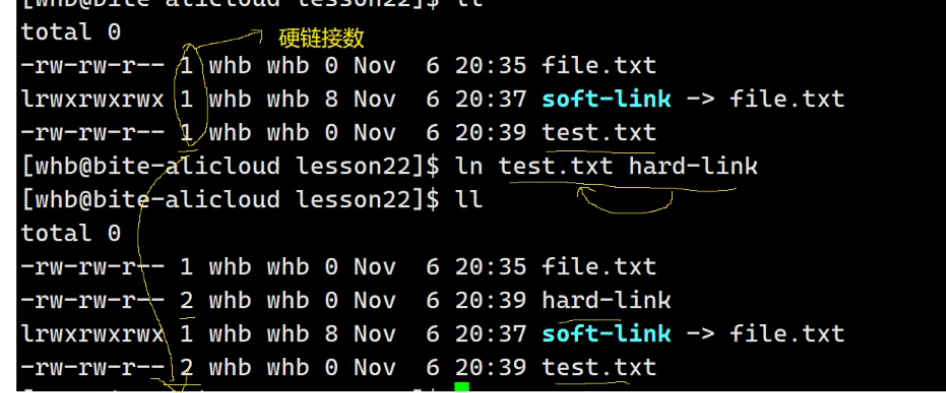 [whb@bite-alicloud lesson22]$ ll
total 0
硬链接数
-rw-rw-r-- 1 whb whb 0 Nov  6 20:35 file.txt
lrwxrwxrwx 1 whb whb 8 Nov  6 20:37 soft-link -> file.txt
-rw-rw-r-- 1 whb whb 0 Nov  6 20:39 test.txt
[whb@bite-alicloud lesson22]$ ln test.txt hard-link
[whb@bite-alicloud lesson22]$ ll
total 0
-rw-rw-r-- 1 whb whb 0 Nov  6 20:35 file.txt
-rw-rw-r-- 2 whb whb 0 Nov  6 20:39 hard-link
lrwxrwxrwx 1 whb whb 8 Nov  6 20:37 soft-link -> file.txt
-rw-rw-r-- 2 whb whb 0 Nov  6 20:39 test.txt